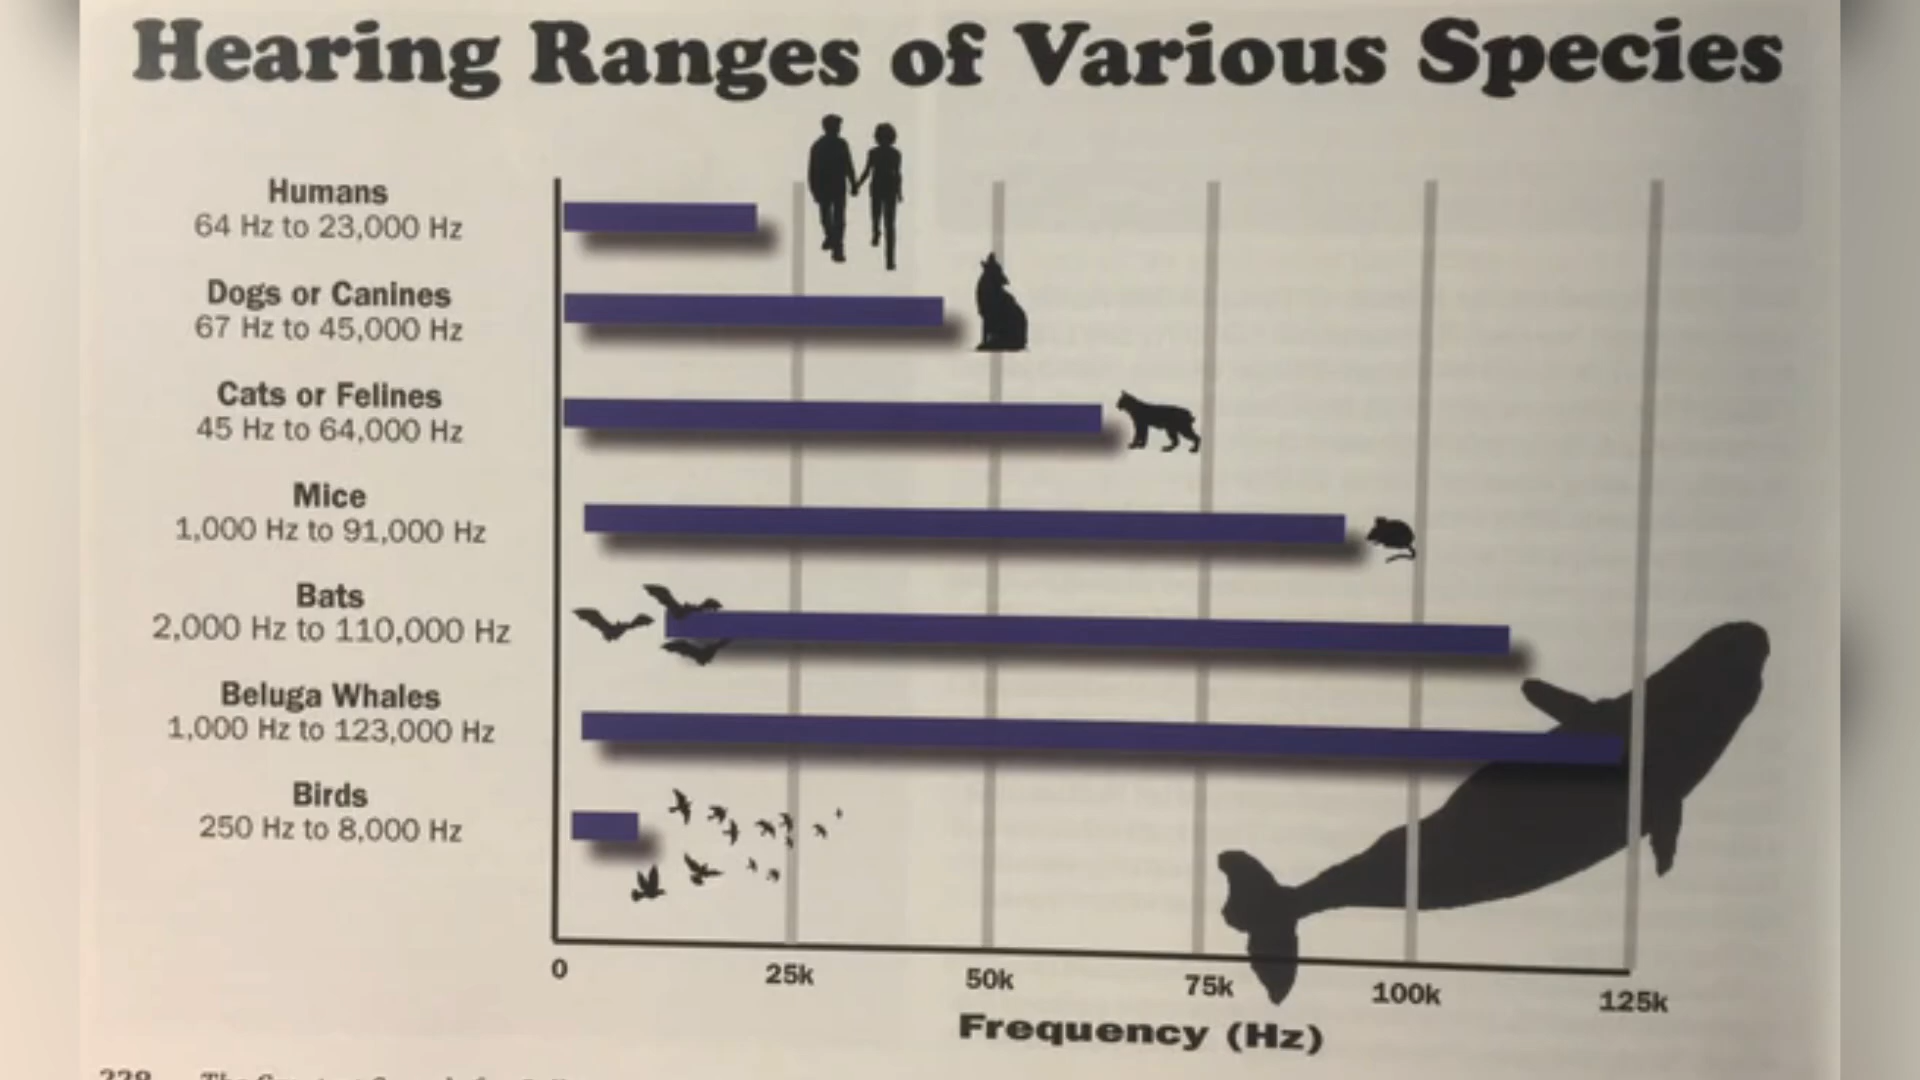 Hearing Ranges of Various Species
Humans
64 Hz to 23,000 Hz
Dogs or Canines
67 Hz to 45,000 Hz
Cats or Felines
45 Hz to 64,000 Hz
Mice
1,000 Hz to 91,000 Hz
Bats
2,000 Hz to 110,000 Hz
Beluga Whales
1,000 Hz to 123,000 Hz
Birds
250 Hz to 8,000 Hz
0 25k 50k 75k 100k 125k
Frequency (Hz)